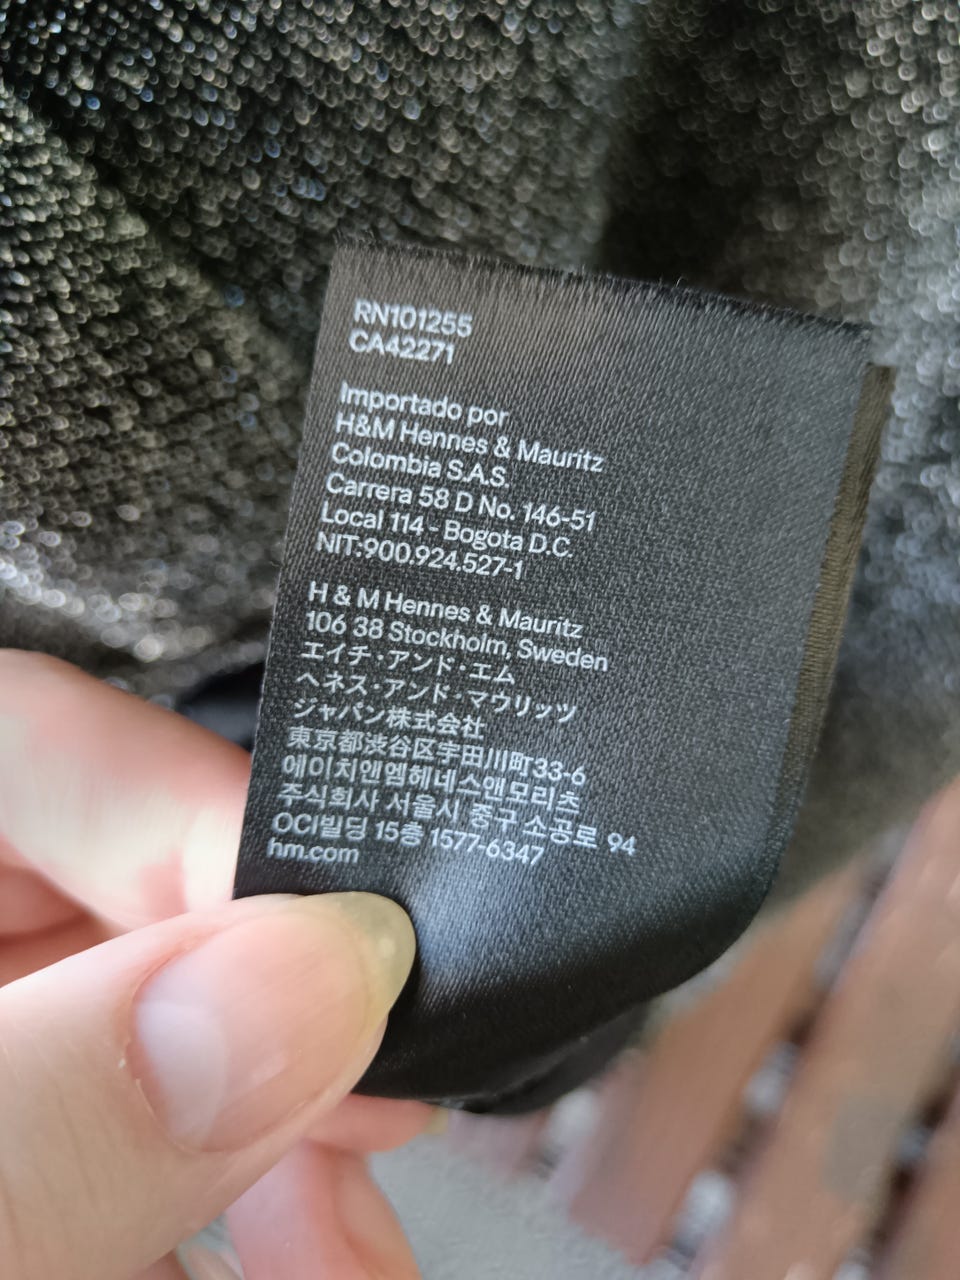 RN101255
CA42271
Importado por
H&M Hennes & Mauritz
Colombia S.A.S.
Carrera 58 D No. 146-51
Local 114 - Bogota D.C.
NIT:900.924.527-1
H & M Hennes & Mauritz
106 38 Stockholm, Sweden
エイチ・アンド・エム
ヘネス・アンド・マウリッツ
ジャパン株式会社
東京都渋谷区宇田川町33-6
에이치앤엠헤네스앤모리츠
주식회사 서울시 중구 소공로 94
OCI빌딩 15층 1577-6347
hm.com